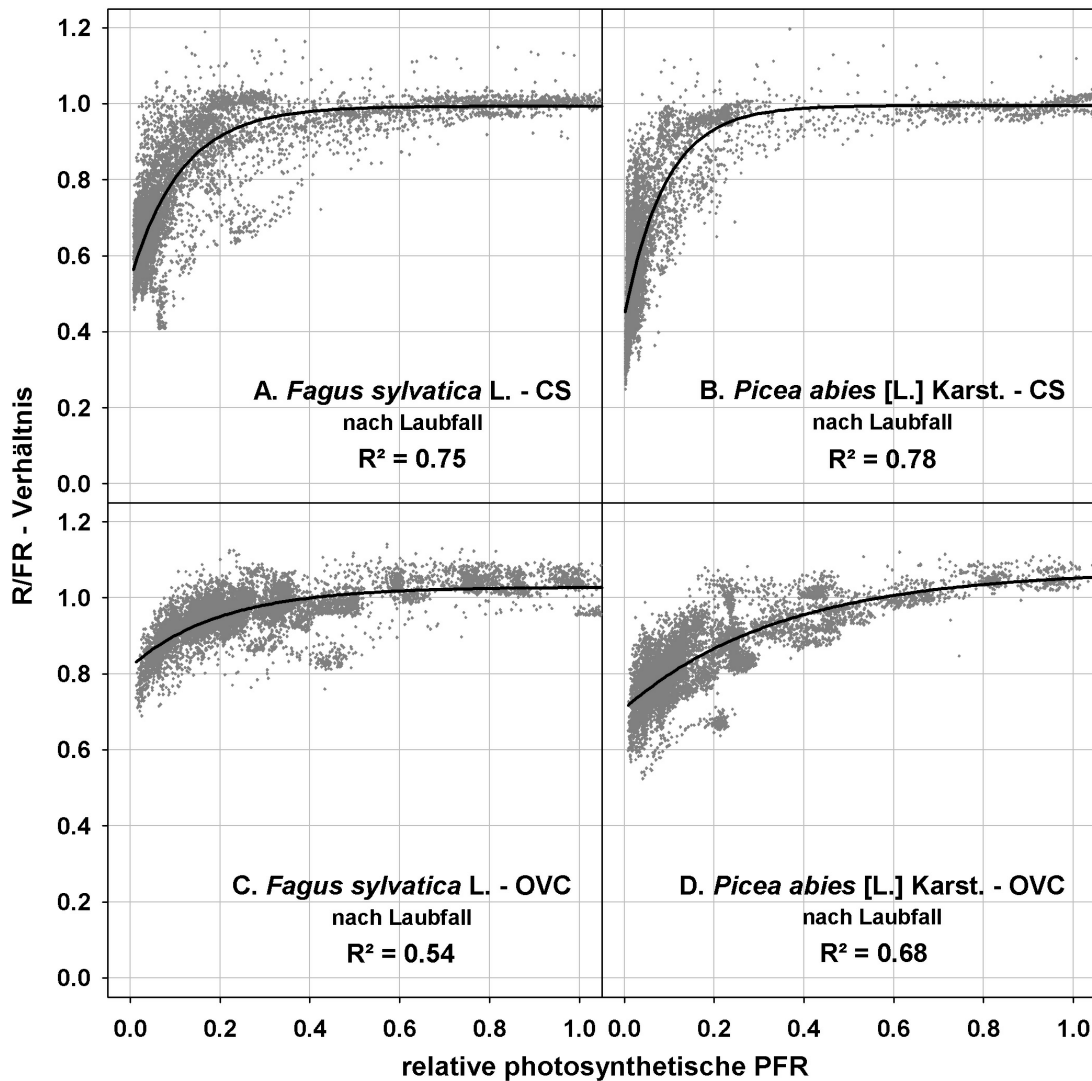 R/FR - Verhältnis
1.2
1.0
0.8
0.6
0.4
0.2
0.0
A. Fagus sylvatica L. - CS
nach Laubfall
R² = 0.75
B. Picea abies [L.] Karst. - CS
nach Laubfall
R² = 0.78
1.2
1.0
0.8
0.6
0.4
0.2
0.0
C. Fagus sylvatica L. - OVC
nach Laubfall
R² = 0.54
D. Picea abies [L.] Karst. - OVC
nach Laubfall
R² = 0.68
0.0 0.2 0.4 0.6 0.8 1.0 0.0 0.2 0.4 0.6 0.8 1.0
relative photosynthetische PFR